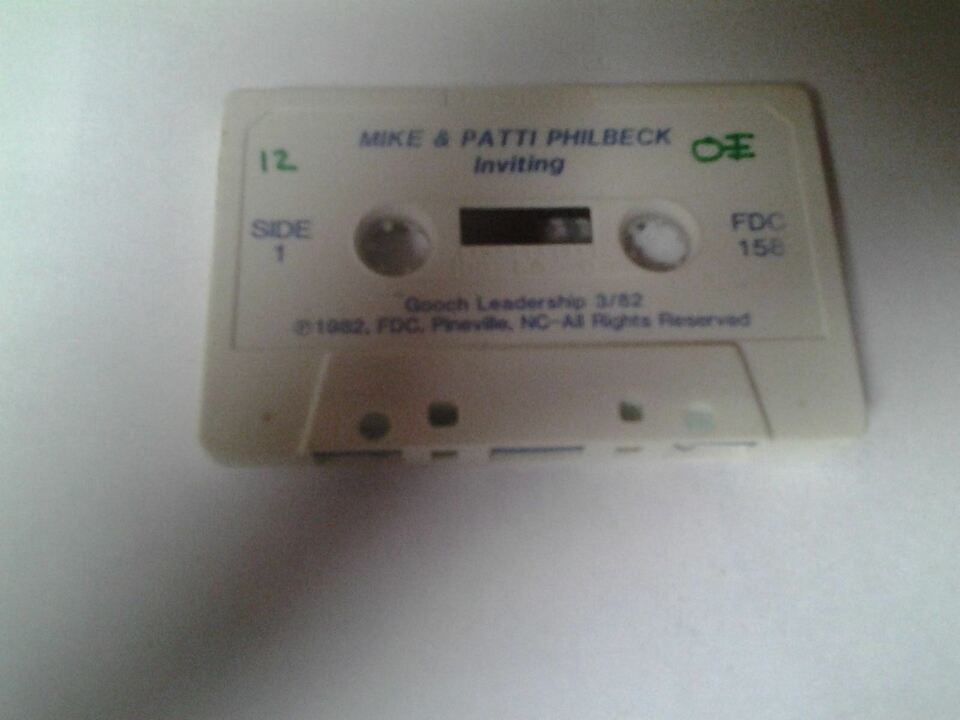 MIKE & PATTI PHILBECK
Inviting
12
SIDE
1
FDC
158
Gooch Leadership 3/82
℗1982, FDC, Pineville, NC-All Rights Reserved